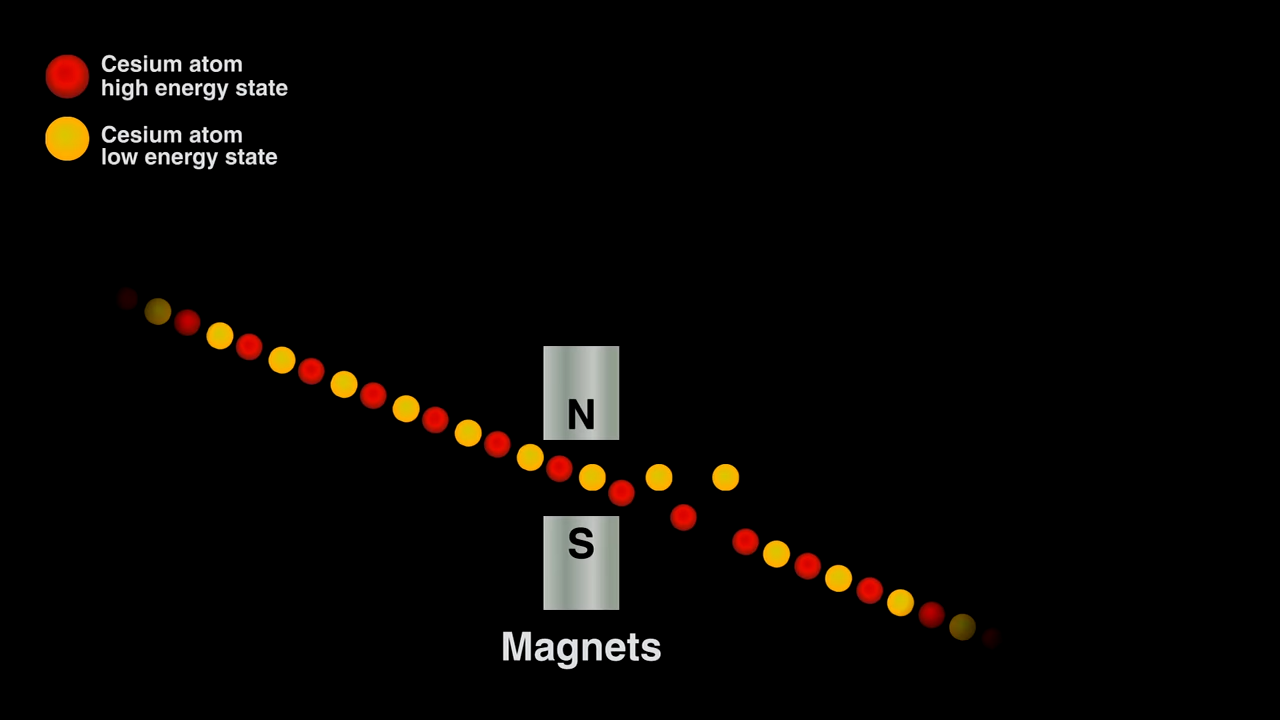 Cesium atom
high energy state
Cesium atom
low energy state
N
S
Magnets